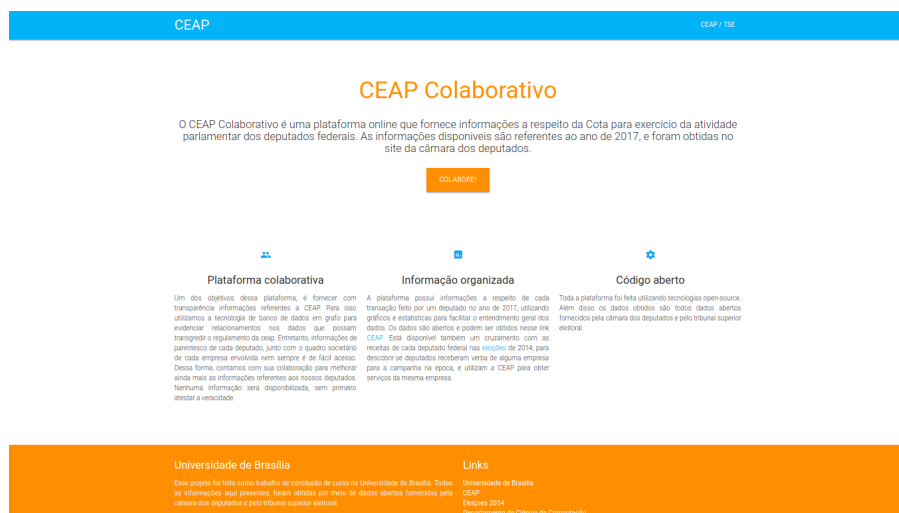 CEAP
CEAP / TSE
CEAP Colaborativo
O CEAP Colaborativo é uma plataforma online que fornece informações a respeito da Cota para exercício da atividade
parlamentar dos deputados federais. As informações disponiveis são referentes ao ano de 2017, e foram obtidas no
site da câmara dos deputados.
COLABORE!
Plataforma colaborativa
Um dos objetivos dessa plataforma, é fornecer com
transparência informações referentes a CEAP. Para isso
utilizamos a tecnologia de banco de dados em grafo para
evidenciar relacionamentos nos dados que possam
transgredir o regulamento da ceap. Entretanto, informações de
parentesco de cada deputado, junto com o quadro societário
de cada empresa envolvida nem sempre é de fácil acesso.
Dessa forma, contamos com sua colaboração para melhorar
ainda mais as informações referentes aos nossos deputados.
Nenhuma informação será disponibilizada, sem primeiro
atestar a veracidade.
Informação organizada
A plataforma possui informações a respeito de cada
transação feito por um deputado no ano de 2017, utilizando
gráficos e estatísticas para facilitar o entendimento geral dos
dados. Os dados são abertos e podem ser obtidos nesse link
CEAP. Está disponível também um cruzamento com as
receitas de cada deputado federal nas eleições de 2014, para
descobrir se deputados receberam verba de alguma empresa
para a campanha na época, e utilizam a CEAP para obter
serviços da mesma empresa.
Código aberto
Toda a plataforma foi feita utilizando tecnologias open-source.
Além disso os dados obtidos são todos dados abertos
fornecidos pela câmara dos deputados e pelo tribunal superior
eleitoral.
Universidade de Brasília
Esse projeto foi feito como trabalho de conclusão de curso na Universidade de Brasília. Todas
as informações aqui presentes, foram obtidas por meio de dados abertos fornecidas pela
câmara dos deputados e pelo tribunal superior eleitoral.
Links
Universidade de Brasília
CEAP
Eleiçoes 2014
Departamento de Ciência da Computação